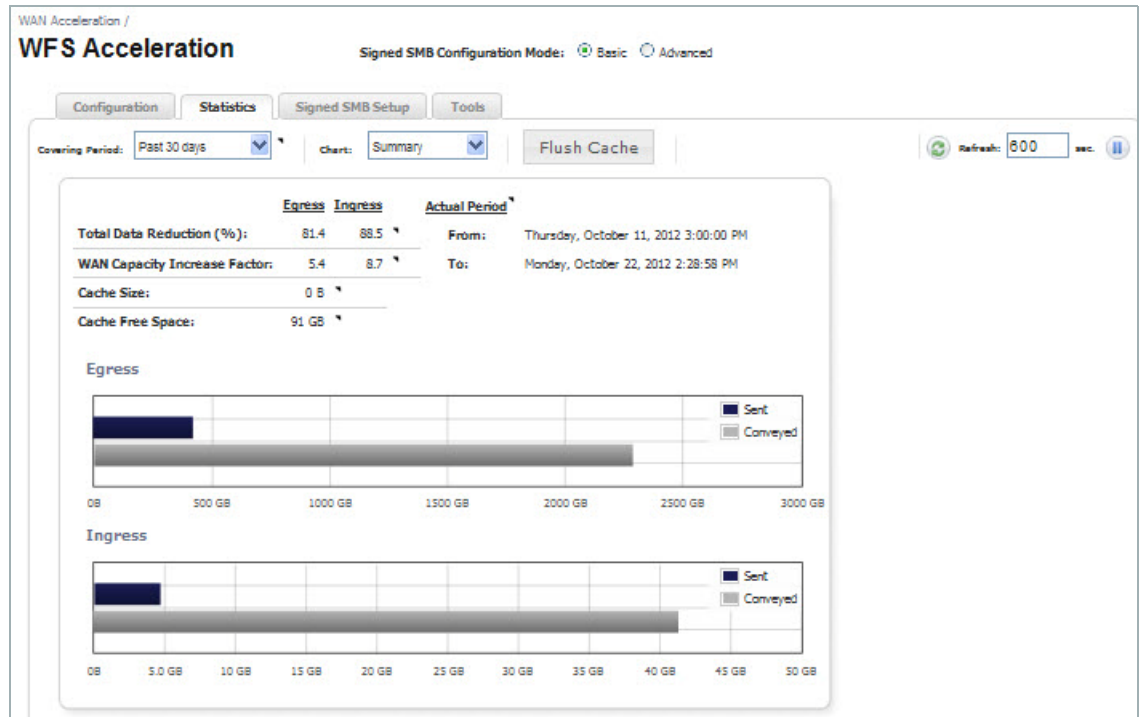 WAN Acceleration /
WFS Acceleration
Signed SMB Configuration Mode: Basic Advanced
Configuration Statistics Signed SMB Setup Tools
Covering Period: Past 30 days Chart: Summary Flush Cache Refresh: 600 sec.
Egress Ingress Actual Period
Total Data Reduction (%): 81.4 88.5 From: Thursday, October 11, 2012 3:00:00 PM
WAN Capacity Increase Factor: 5.4 8.7 To: Monday, October 22, 2012 2:28:58 PM
Cache Size: 0 B
Cache Free Space: 91 GB
Egress
Sent
Conveyed
0B 500 GB 1000 GB 1500 GB 2000 GB 2500 GB 3000 GB
Ingress
Sent
Conveyed
0B 5.0 GB 10 GB 15 GB 20 GB 25 GB 30 GB 35 GB 40 GB 45 GB 50 GB